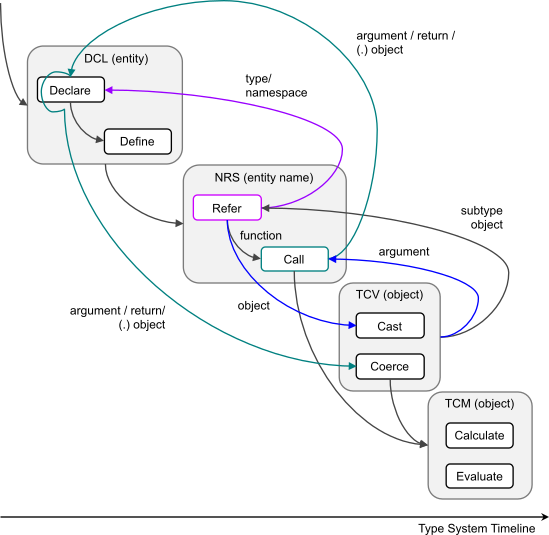 argument / return /
(.) object
DCL (entity)
Declare
type/
namespace
Define
NRS (entity name)
Refer
subtype
object
function
argument
Call
TCV (object)
object
argument / return/
(.) object
Cast
Coerce
TCM (object)
Calculate
Evaluate
Type System Timeline